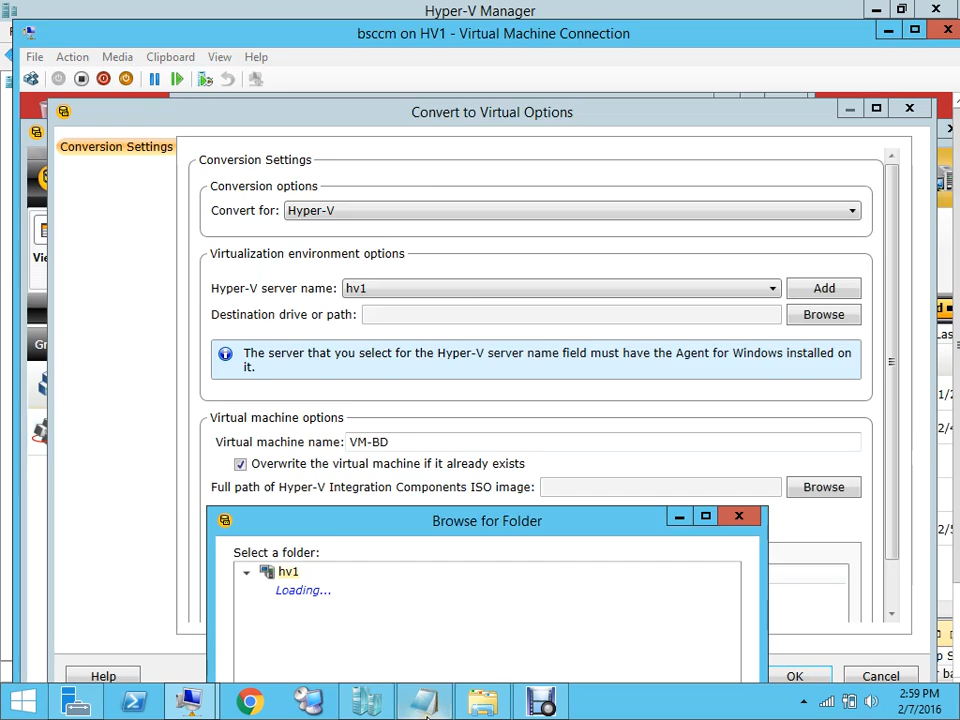 Hyper-V Manager
bsccm on HV1 - Virtual Machine Connection
File Action Media Clipboard View Help
Convert to Virtual Options
Conversion Settings
Conversion Settings
Conversion options
Convert for: Hyper-V
Virtualization environment options
Hyper-V server name: hv1 Add
Destination drive or path: Browse
The server that you select for the Hyper-V server name field must have the Agent for Windows installed on
it.
Virtual machine options
Virtual machine name: VM-BD
Overwrite the virtual machine if it already exists
Full path of Hyper-V Integration Components ISO image: Browse
Browse for Folder
Select a folder:
hv1
Loading...
Help OK Cancel
2:59 PM
2/7/2016